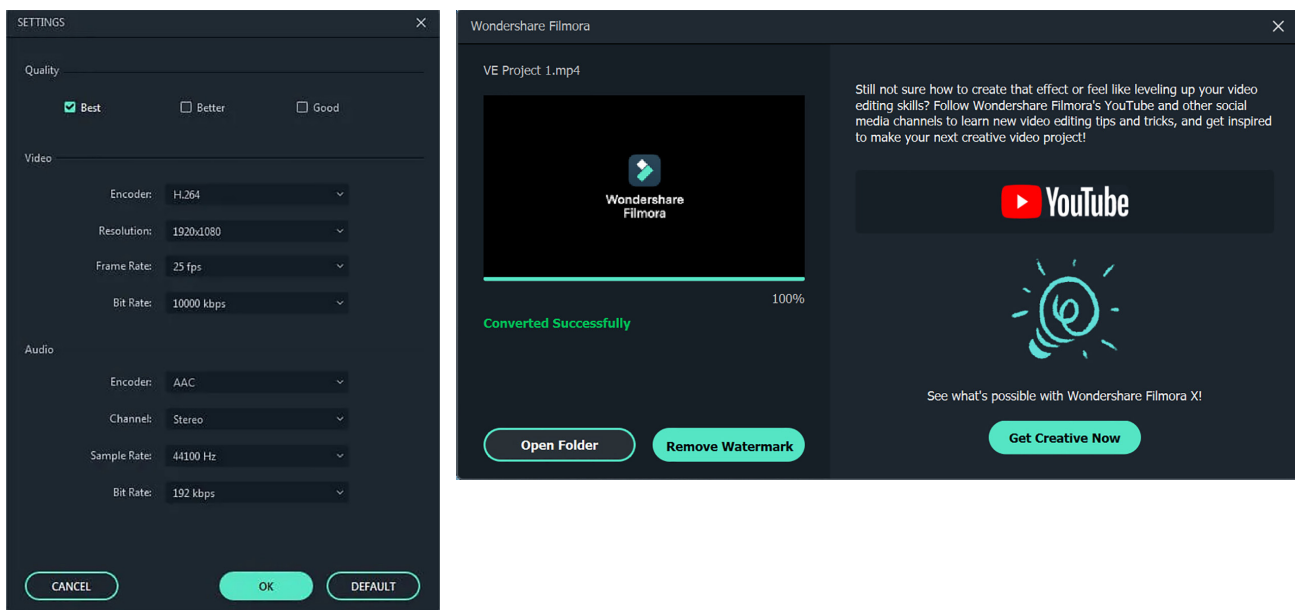 SETTINGS
Quality
Best Better Good
Video
Encoder: H.264
Resolution: 1920x1080
Frame Rate: 25 fps
Bit Rate: 10000 kbps
Audio
Encoder: AAC
Channel: Stereo
Sample Rate: 44100 Hz
Bit Rate: 192 kbps
CANCEL OK DEFAULT
Wondershare Filmora
VE Project 1.mp4
Wondershare
Filmora
100%
Converted Successfully
Open Folder Remove Watermark
Still not sure how to create that effect or feel like leveling up your video
editing skills? Follow Wondershare Filmora's YouTube and other social
media channels to learn new video editing tips and tricks, and get inspired
to make your next creative video project!
YouTube
See what's possible with Wondershare Filmora X!
Get Creative Now